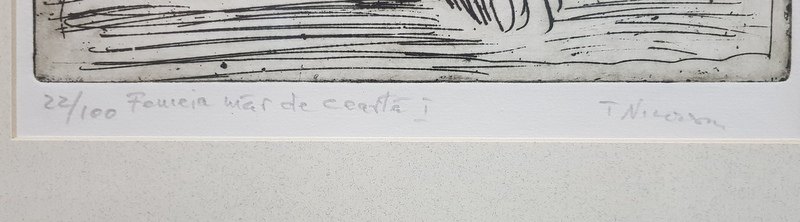 22/100 Femeia măr de ceartă I T